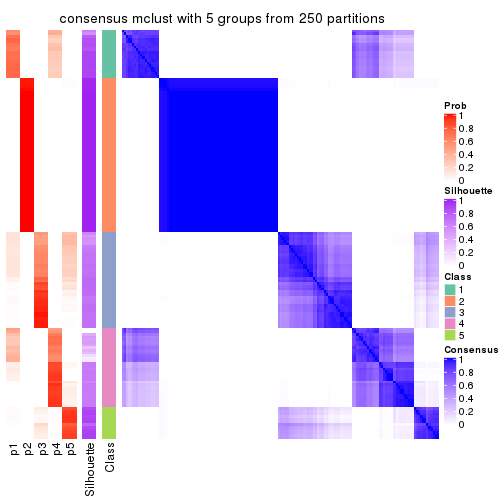 consensus mclust with 5 groups from 250 partitions
Prob
1
0.8
0.6
0.4
0.2
0
Silhouette
1
0.8
0.6
0.4
0.2
0
Class
1
2
3
4
5
Consensus
1
0.8
0.6
0.4
0.2
0
p1
p2
p3
p4
p5
Silhouette
Class